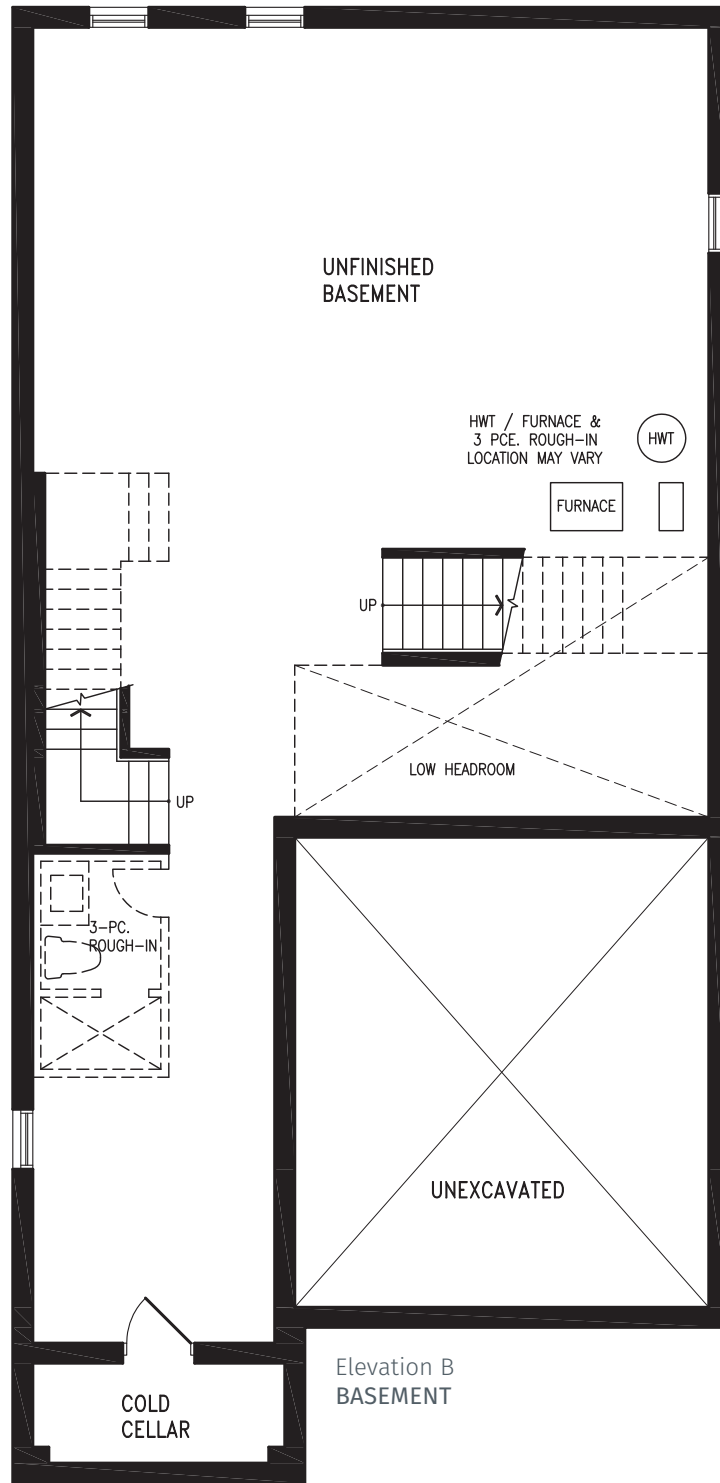 UNFINISHED
BASEMENT
HWT / FURNACE &
3 PCE. ROUGH-IN
LOCATION MAY VARY
HWT
FURNACE
UP
LOW HEADROOM
UP
3-PC.
ROUGH-IN
UNEXCAVATED
COLD
CELLAR
Elevation B
BASEMENT